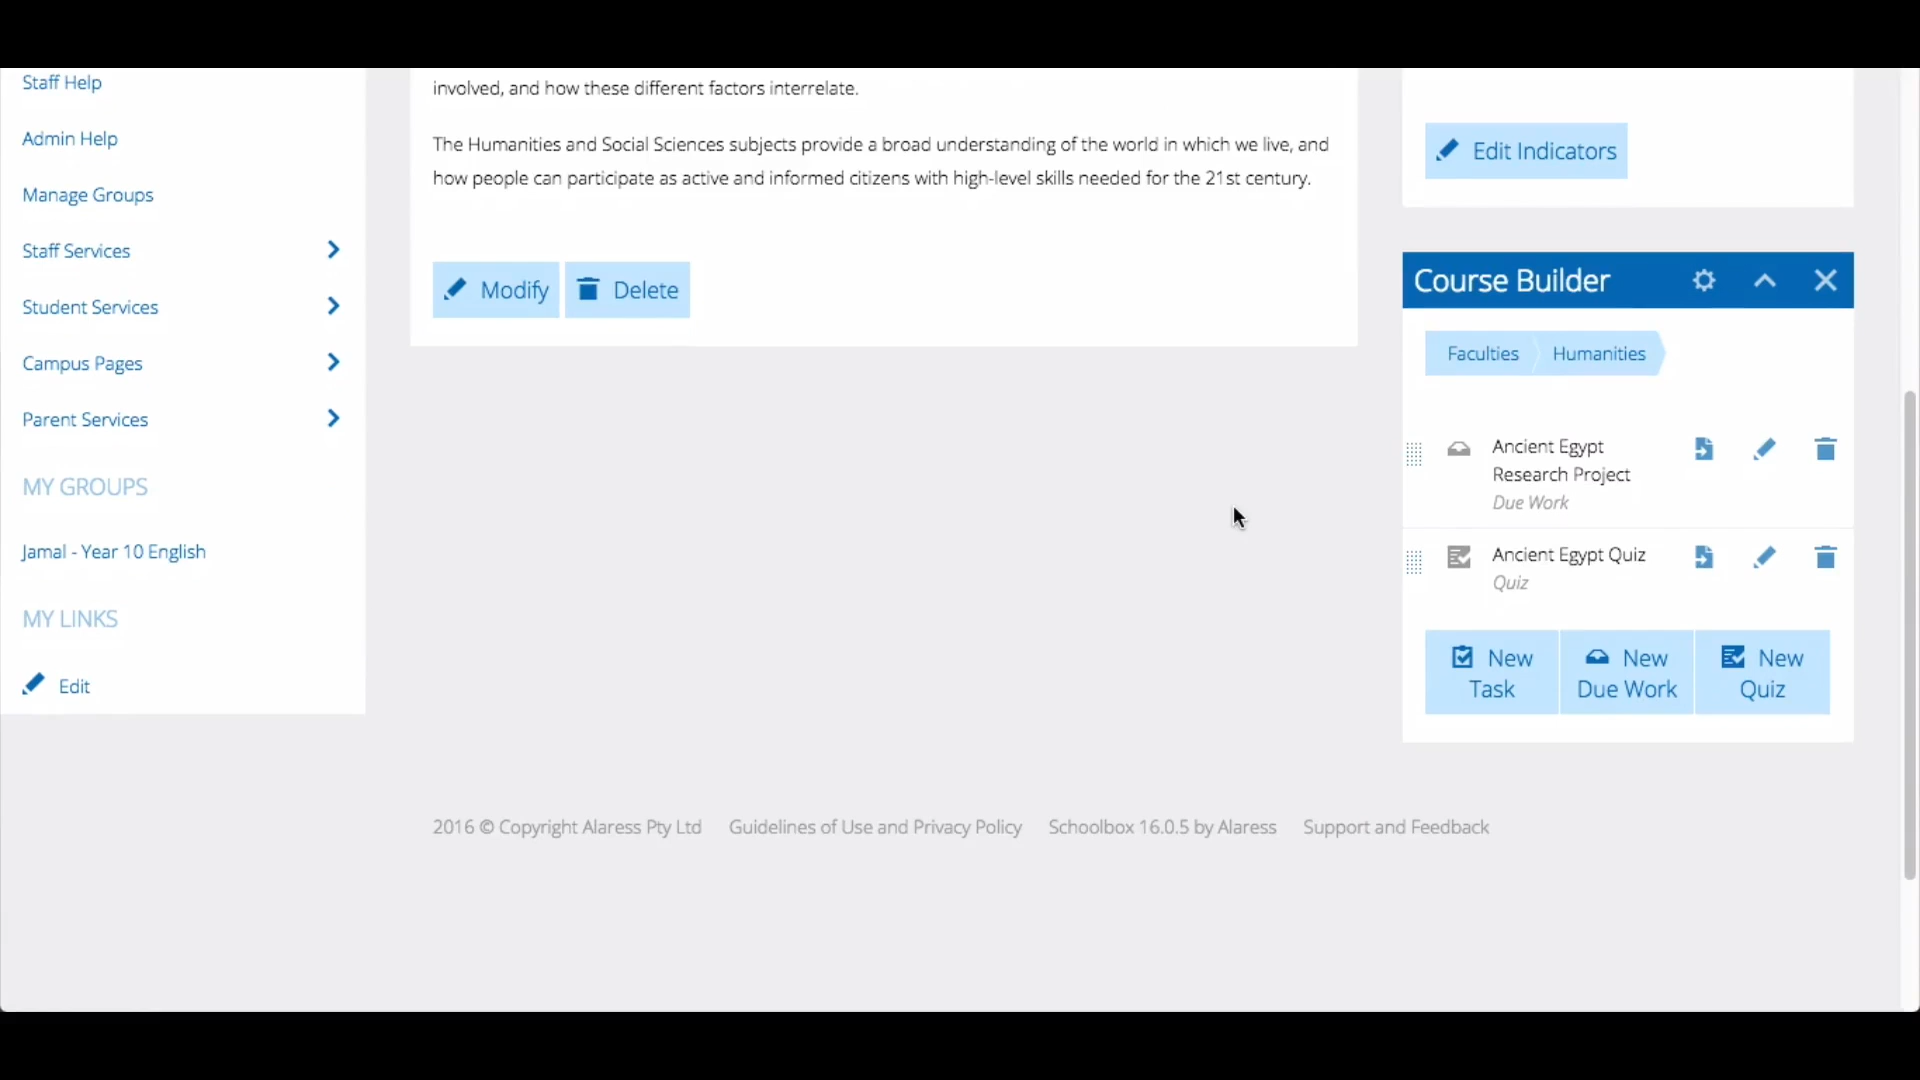 Staff Help
Admin Help
Manage Groups
Staff Services
Student Services
Campus Pages
Parent Services
MY GROUPS
Jamal - Year 10 English
MY LINKS
Edit
involved, and how these different factors interrelate.
The Humanities and Social Sciences subjects provide a broad understanding of the world in which we live, and
how people can participate as active and informed citizens with high-level skills needed for the 21st century.
Modify Delete
Edit Indicators
Course Builder
Faculties Humanities
Ancient Egypt
Research Project
Due Work
Ancient Egypt Quiz
Quiz
New
Task
New
Due Work
New
Quiz
2016 © Copyright Alaress Pty Ltd Guidelines of Use and Privacy Policy Schoolbox 16.0.5 by Alaress Support and Feedback